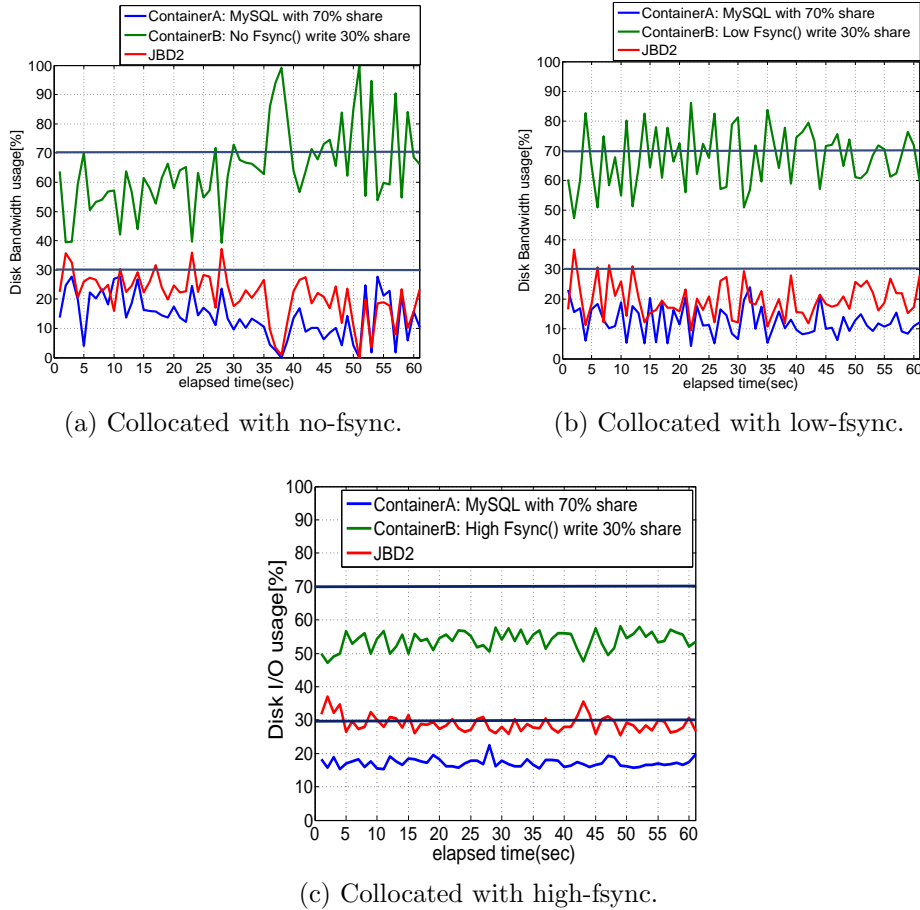 ContainerA: MySQL with 70% share
ContainerB: No Fsync() write 30% share
JBD2
100
90
80
70
60
50
40
30
20
10
0
Disk Bandwidth usage[%]
0 5 10 15 20 25 30 35 40 45 50 55 60
elapsed time(sec)
(a) Collocated with no-fsync.
ContainerA: MySQL with 70% share
ContainerB: Low Fsync() write 30% share
JBD2
100
90
80
70
60
50
40
30
20
10
0
Disk Bandwidth usage[%]
0 5 10 15 20 25 30 35 40 45 50 55 60
elapsed time(sec)
(b) Collocated with low-fsync.
ContainerA: MySQL with 70% share
ContainerB: High Fsync() write 30% share
JBD2
100
90
80
70
60
50
40
30
20
10
0
Disk I/O usage[%]
0 5 10 15 20 25 30 35 40 45 50 55 60
elapsed time(sec)
(c) Collocated with high-fsync.